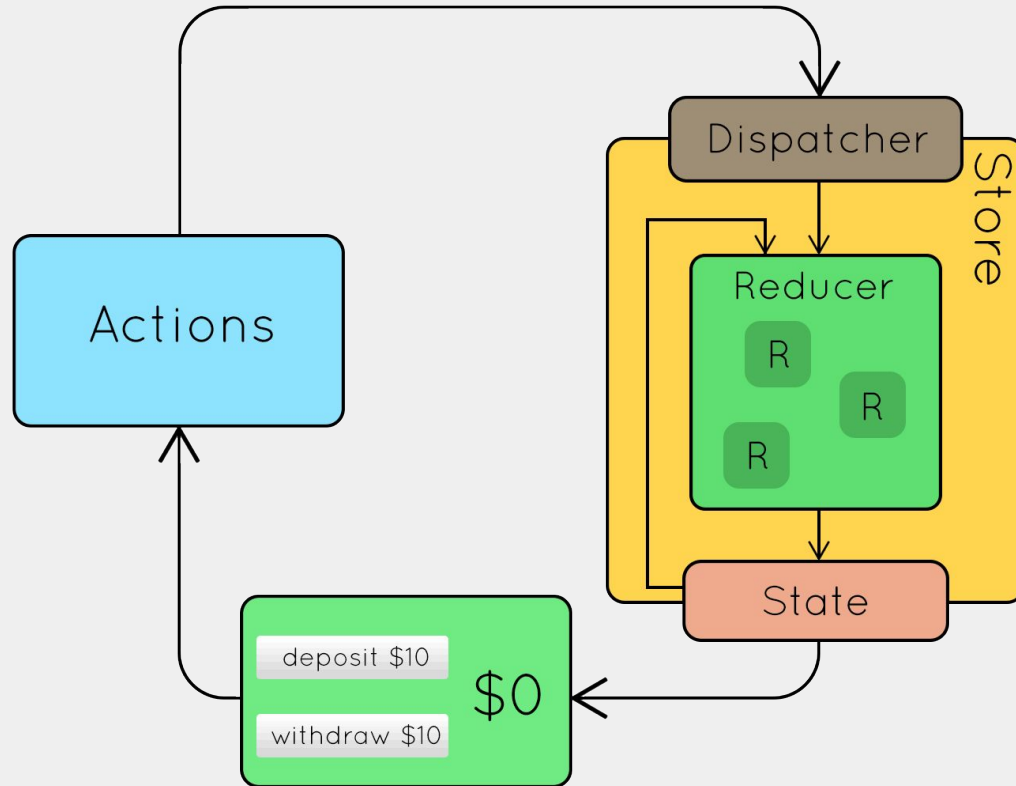 Dispatcher
Store
Reducer
Actions
R
R
R
State
deposit $10
$0
withdraw $10